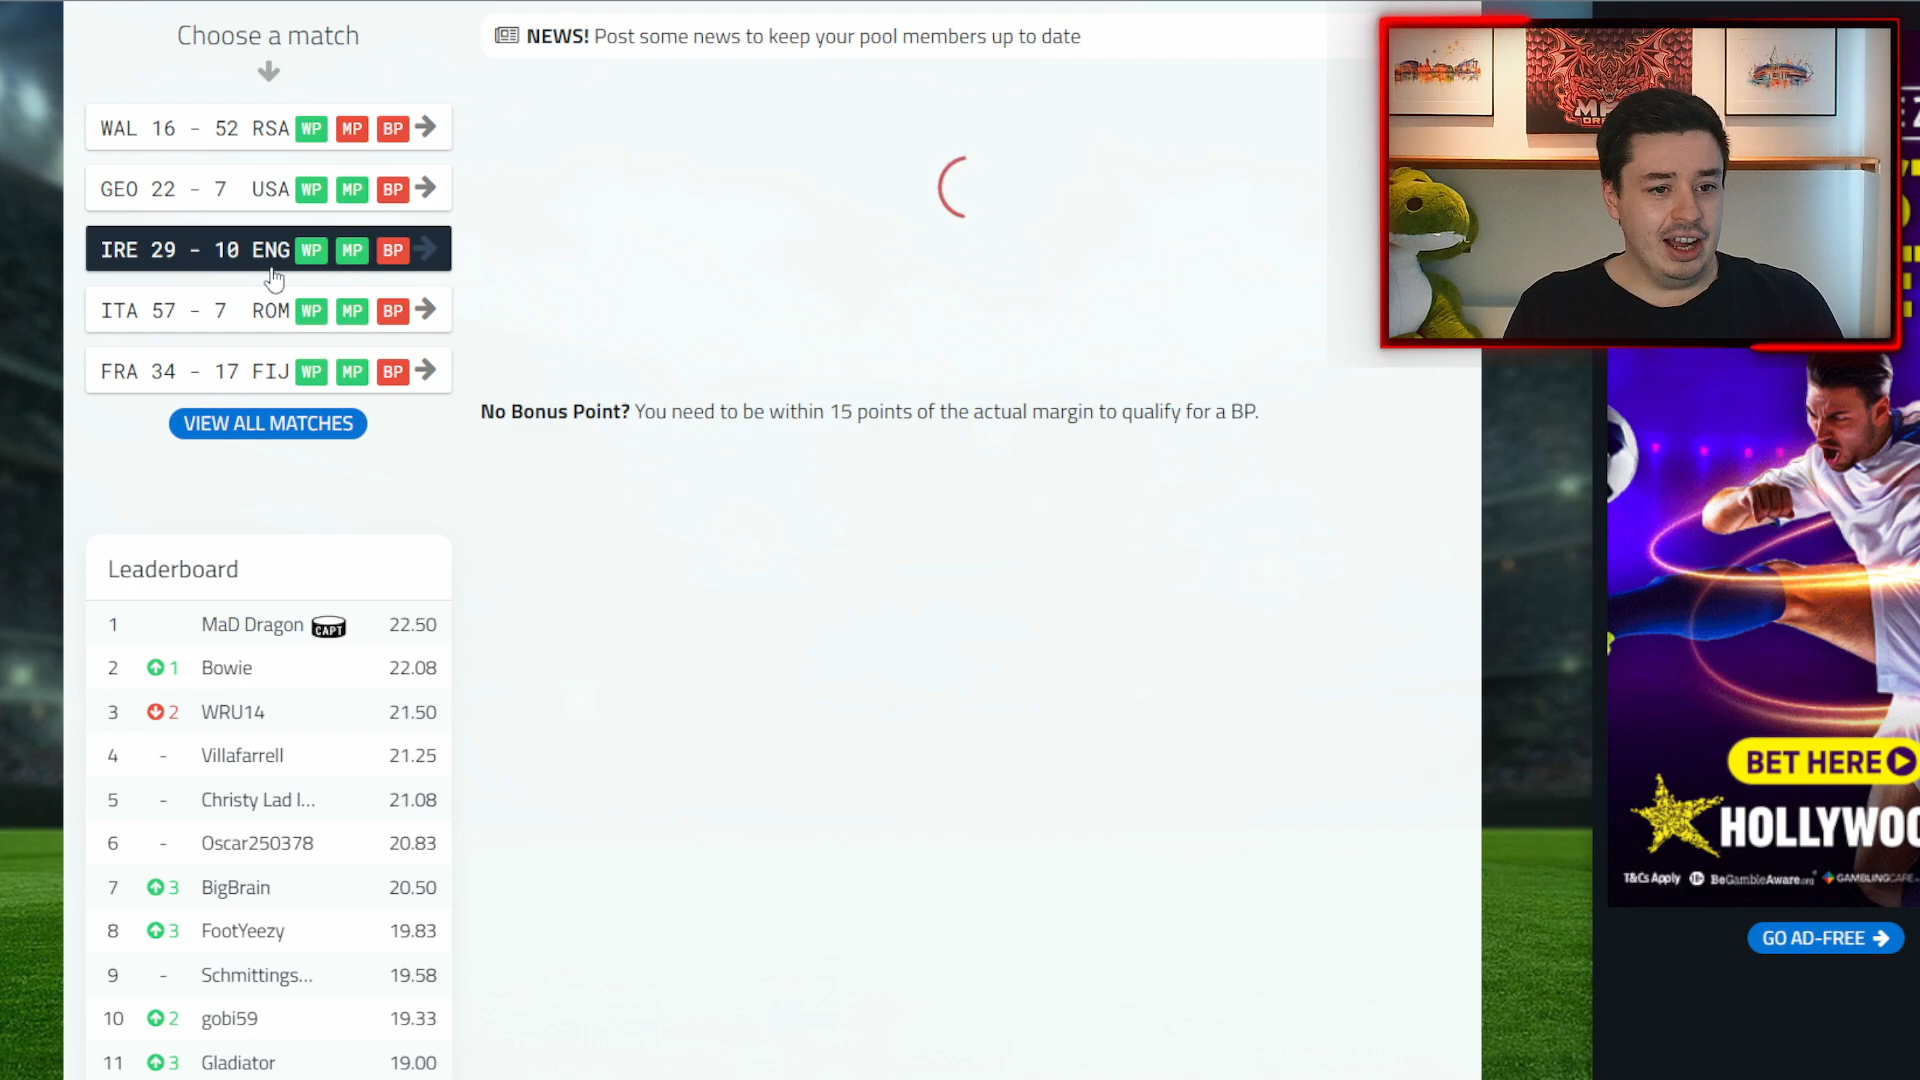 Choose a match
NEWS! Post some news to keep your pool members up to date
WAL 16 - 52 RSA WP MP BP
GEO 22 - 7 USA WP MP BP
IRE 29 - 10 ENG WP MP BP
ITA 57 - 7 ROM WP MP BP
FRA 34 - 17 FIJ WP MP BP
VIEW ALL MATCHES
No Bonus Point? You need to be within 15 points of the actual margin to qualify for a BP.
Leaderboard
1 MaD Dragon CAPT 22.50
2 1 Bowie 22.08
3 2 WRU14 21.50
4 - Villafarrell 21.25
5 - Christy Lad I... 21.08
6 - Oscar250378 20.83
7 3 BigBrain 20.50
8 3 FootYeezy 19.83
9 - Schmittings... 19.58
10 2 gobi59 19.33
11 3 Gladiator 19.00
BET HERE
HOLLYWOO
T&Cs Apply BeGambleAware.org GAMBLINGCARE
GO AD-FREE